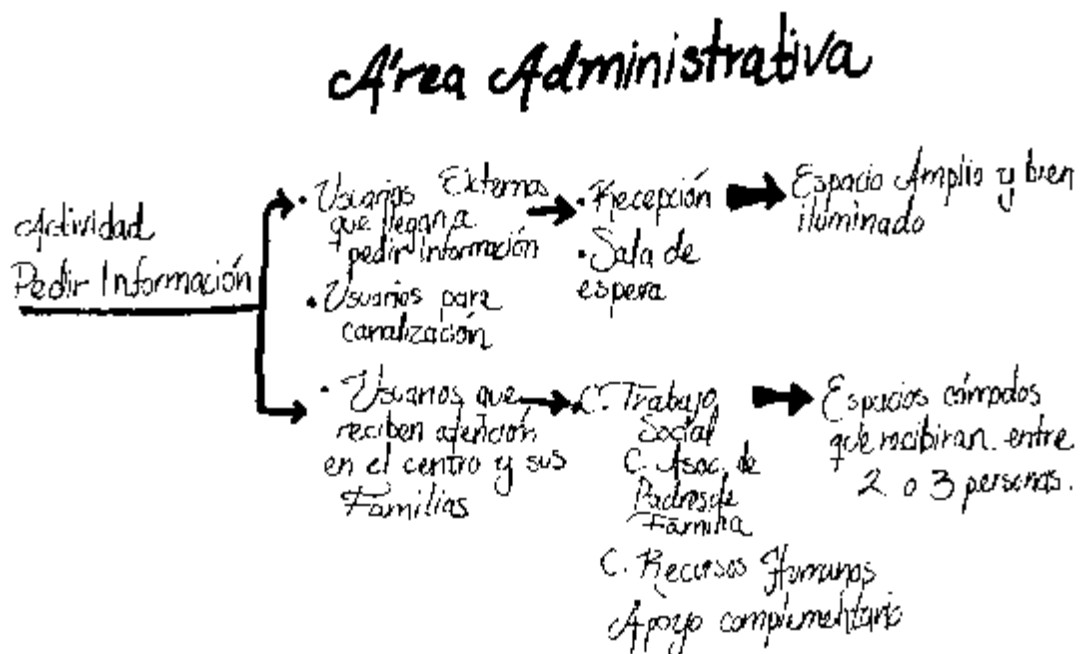 Área Administrativa
Actividad
Pedir Información
• Usuarios Externos
que llegan a
pedir Información
• Usuarios para
canalización
• Recepción
• Sala de
espera
Espacio Amplio y bien
iluminado
• Usuarios que
reciben atención
en el centro y sus
Familias
C. Trabajo
Social
C. Asoc. de
Padres de
Familia
C. Recursos Humanos
Apoyo complementario
Espacios cómodos
que recibiran entre
2 o 3 personas.